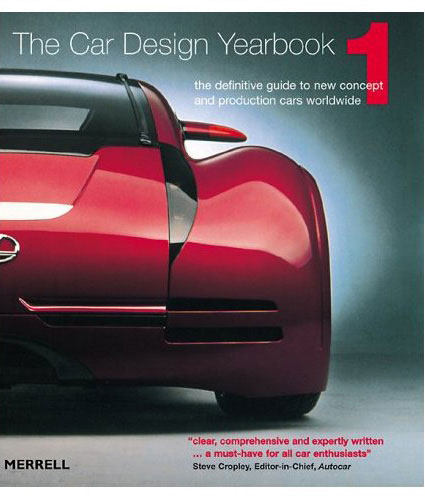 The Car Design Yearbook 1
the definitive guide to new concept
and production cars worldwide
"clear, comprehensive and expertly written
... a must-have for all car enthusiasts"
Steve Cropley, Editor-in-Chief, Autocar
MERRELL